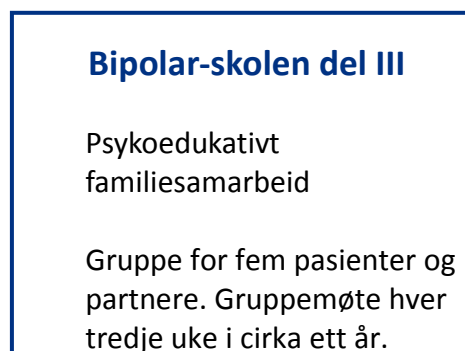 Bipolar-skolen del III
Psykoedukativt
familiesamarbeid
Gruppe for fem pasienter og
partnere. Gruppemøte hver
tredje uke i cirka ett år.